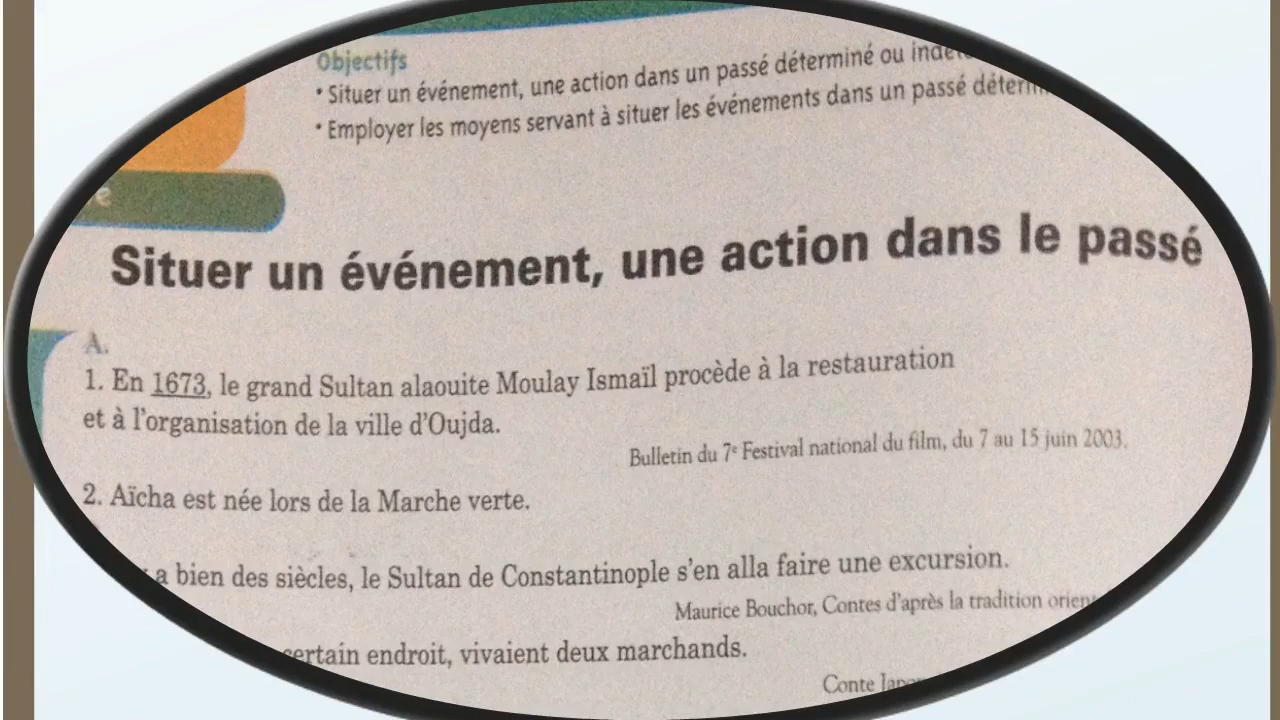 Objectifs
• Situer un événement, une action dans un passé déterminé ou
• Employer les moyens servant à situer les événements dans un passé
Situer un événement, une action dans le passé
A.
1. En 1673, le grand Sultan alaouite Moulay Ismaïl procède à la restauration
et à l'organisation de la ville d'Oujda.
Bulletin du 7e Festival national du film, du 7 au 15 juin 2003.
2. Aïcha est née lors de la Marche verte.
a bien des siècles, le Sultan de Constantinople s'en alla faire une excursion.
Maurice Bouchor, Contes d'après la tradition
certain endroit, vivaient deux marchands.
Conte